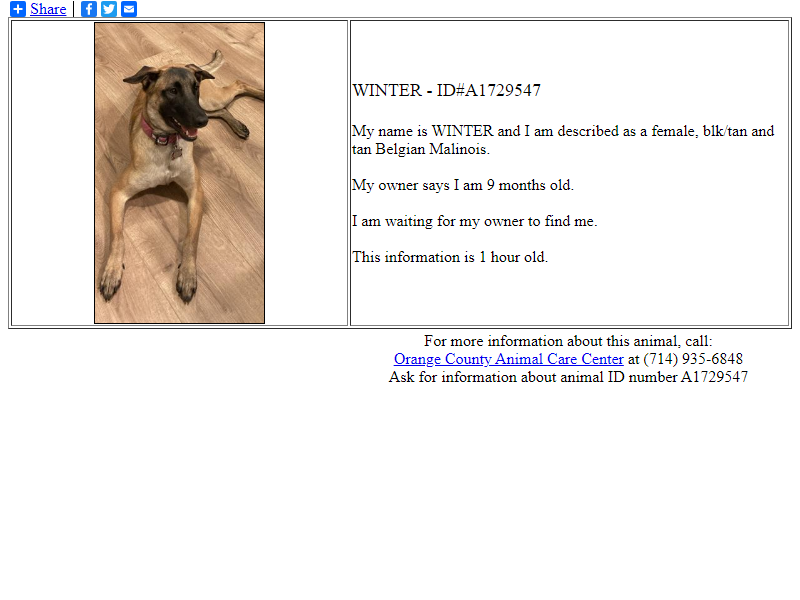 Share
WINTER - ID#A1729547
My name is WINTER and I am described as a female, blk/tan and
tan Belgian Malinois.
My owner says I am 9 months old.
I am waiting for my owner to find me.
This information is 1 hour old.
For more information about this animal, call:
Orange County Animal Care Center at (714) 935-6848
Ask for information about animal ID number A1729547